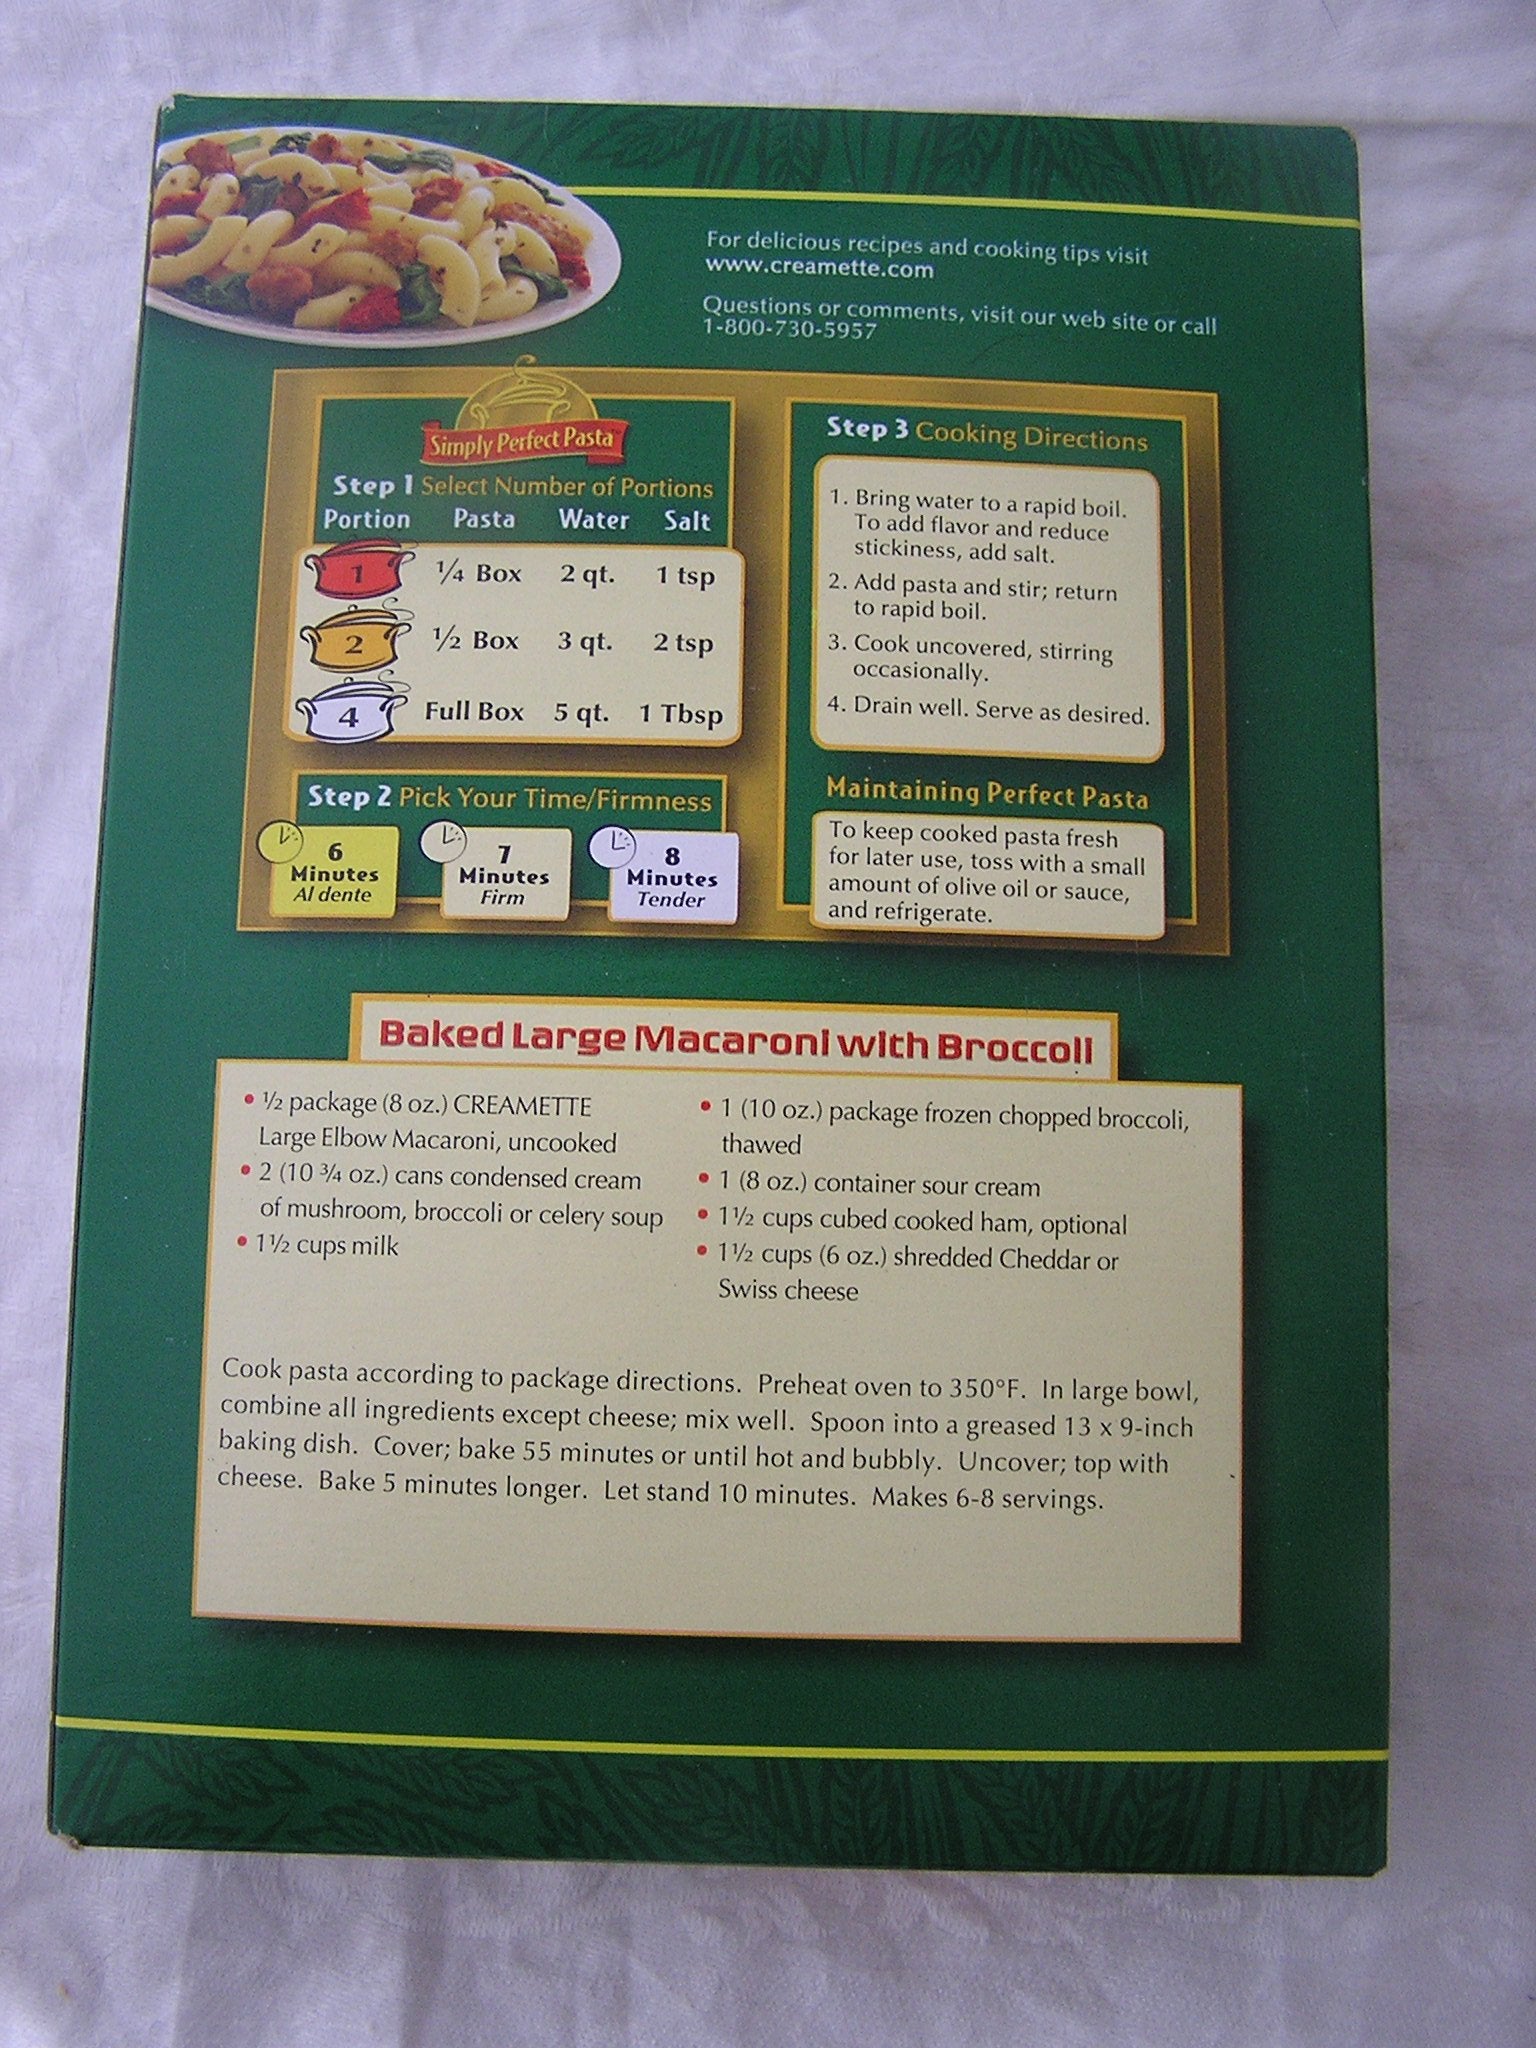 For delicious recipes and cooking tips visit
www.creamette.com
Questions or comments, visit our web site or call
1-800-730-5957
Simply Perfect Pasta
Step 1 Select Number of Portions
Portion Pasta Water Salt
1 ¼ Box 2 qt. 1 tsp
2 ½ Box 3 qt. 2 tsp
4 Full Box 5 qt. 1 Tbsp
Step 2 Pick Your Time/Firmness
6
Minutes
Al dente
7
Minutes
Firm
8
Minutes
Tender
Step 3 Cooking Directions
1. Bring water to a rapid boil.
To add flavor and reduce
stickiness, add salt.
2. Add pasta and stir; return
to rapid boil.
3. Cook uncovered, stirring
occasionally.
4. Drain well. Serve as desired.
Maintaining Perfect Pasta
To keep cooked pasta fresh
for later use, toss with a small
amount of olive oil or sauce,
and refrigerate.
Baked Large Macaroni with Broccoli
• ½ package (8 oz.) CREAMETTE
Large Elbow Macaroni, uncooked
• 2 (10 ¾ oz.) cans condensed cream
of mushroom, broccoli or celery soup
• 1½ cups milk
• 1 (10 oz.) package frozen chopped broccoli,
thawed
• 1 (8 oz.) container sour cream
• 1½ cups cubed cooked ham, optional
• 1½ cups (6 oz.) shredded Cheddar or
Swiss cheese
Cook pasta according to package directions. Preheat oven to 350°F. In large bowl,
combine all ingredients except cheese; mix well. Spoon into a greased 13 x 9-inch
baking dish. Cover; bake 55 minutes or until hot and bubbly. Uncover; top with
cheese. Bake 5 minutes longer. Let stand 10 minutes. Makes 6-8 servings.